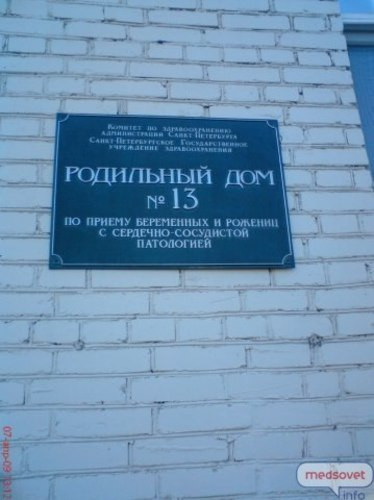 Комитет по здравоохранению
администрации Санкт-Петербурга
Санкт-Петербургское Государственное
учреждение здравоохранения
РОДИЛЬНЫЙ ДОМ
№ 13
ПО ПРИЕМУ БЕРЕМЕННЫХ И РОЖЕНИЦ
С СЕРДЕЧНО-СОСУДИСТОЙ
ПАТОЛОГИЕЙ
medsovet
.info